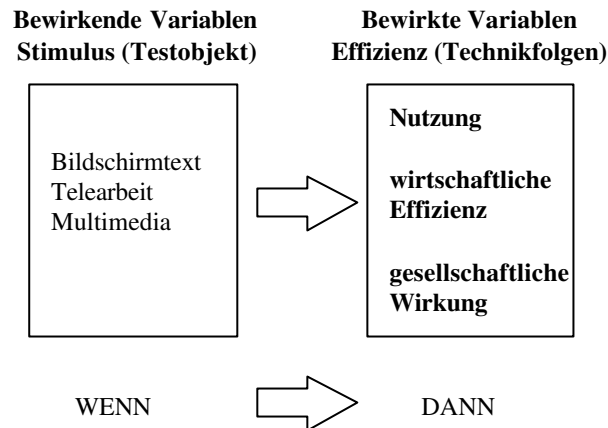 Bewirkende Variablen
Stimulus (Testobjekt)
Bewirkte Variablen
Effizienz (Technikfolgen)
Bildschirmtext
Telearbeit
Multimedia
Nutzung
wirtschaftliche
Effizienz
gesellschaftliche
Wirkung
WENN
DANN